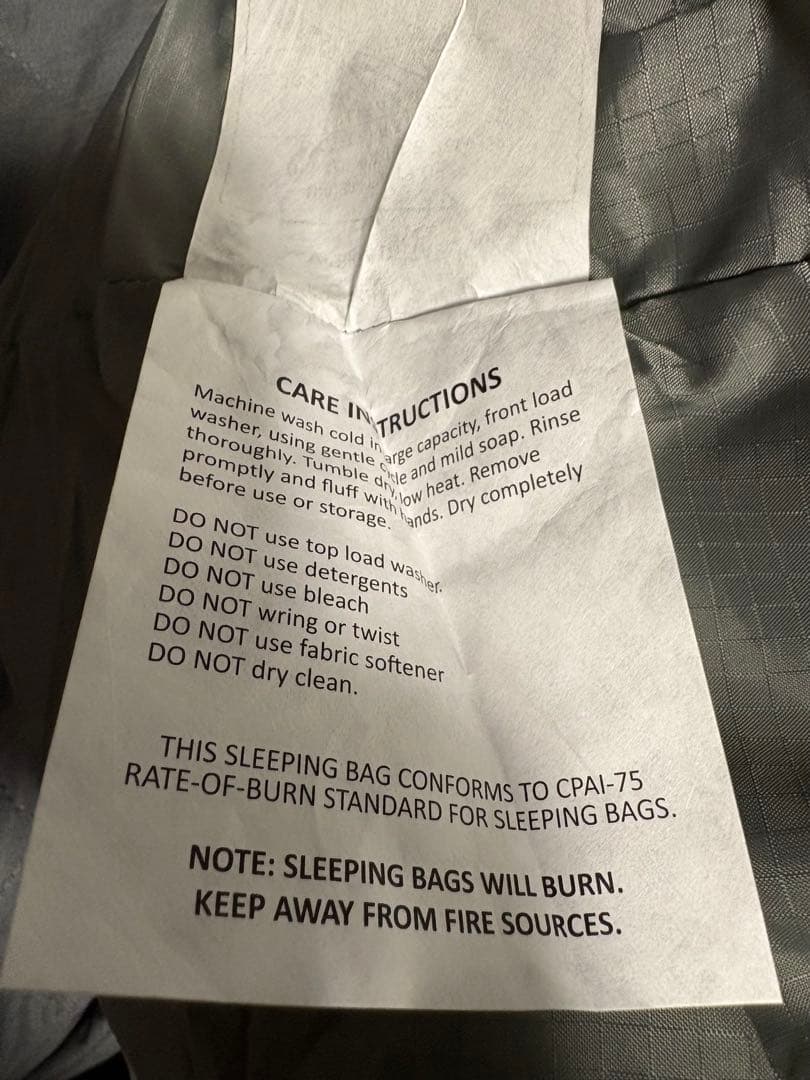 CARE INSTRUCTIONS
Machine wash cold in large capacity, front load
washer, using gentle cycle and mild soap. Rinse
thoroughly. Tumble dry, low heat. Remove
promptly and fluff with hands. Dry completely
before use or storage.
DO NOT use top load washer.
DO NOT use detergents
DO NOT use bleach
DO NOT wring or twist
DO NOT use fabric softener
DO NOT dry clean.
THIS SLEEPING BAG CONFORMS TO CPAI-75
RATE-OF-BURN STANDARD FOR SLEEPING BAGS.
NOTE: SLEEPING BAGS WILL BURN.
KEEP AWAY FROM FIRE SOURCES.